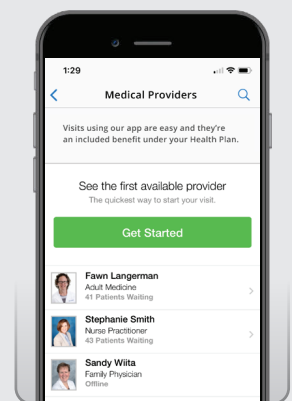 1:29
Medical Providers
Visits using our app are easy and they're
an included benefit under your Health Plan.
See the first available provider
The quickest way to start your visit.
Get Started
Fawn Langerman
Adult Medicine
41 Patients Waiting
Stephanie Smith
Nurse Practitioner
43 Patients Waiting
Sandy Wiita
Family Physician
Offline